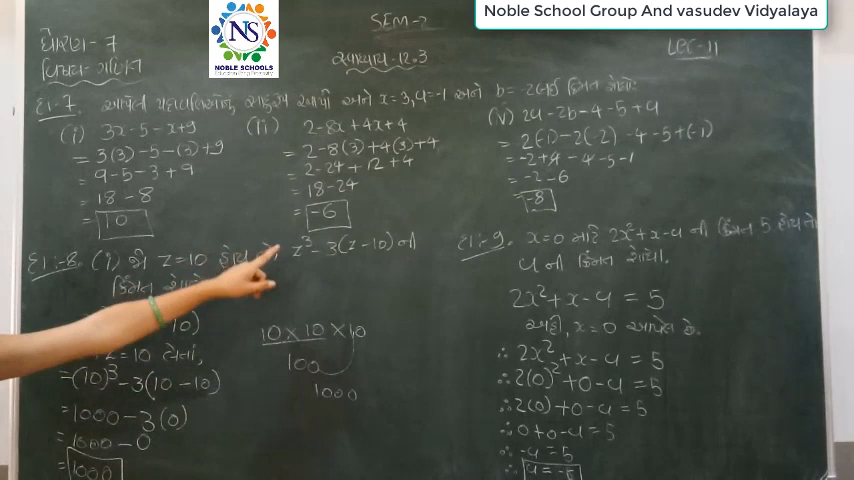 Noble School Group And vasudev Vidyalaya
NS
NOBLE SCHOOLS
SEM-2
LEC-11
ધોરણ-7
વિષય-ગણિત
સ્વાધ્યાય-12.3
દા.-7. આપેલી પદાવલિઓનું સાદુંરૂપ આપી અને x=3, y=-1 અને b=-2 લઈ કિંમત શોધો:
(i) 3x-5-x+9
= 3(3)-5-(3)+9
= 9-5-3+9
= 18-8
= 10
(ii) 2-8x+4x+4
= 2-8(3)+4(3)+4
= 2-24+12+4
= 18-24
= -6
(v) 2y-2b-4-5+y
= 2(-1)-2(-2)-4-5+(-1)
= -2+4-4-5-1
= -2-6
= -8
દા.-8. (i) જો z=10 હોય તો, z³-3(z-10) ની
કિંમત શોધો
10)
z=10 લેતાં,
=(10)³-3(10-10)
=1000-3(0)
=1000-0
=1000
10×10×10
100
1000
દા.-9. x=0 માટે 2x²+x-y ની કિંમત 5 હોય તો
y ની કિંમત શોધો.
2x²+x-y = 5
અહીં, x=0 આપેલ છે.
∴ 2x²+x-y = 5
∴ 2(0)²+0-y = 5
∴ 2(0)+0-y = 5
∴ 0+0-y = 5
∴ -y = 5
∴ y = -5